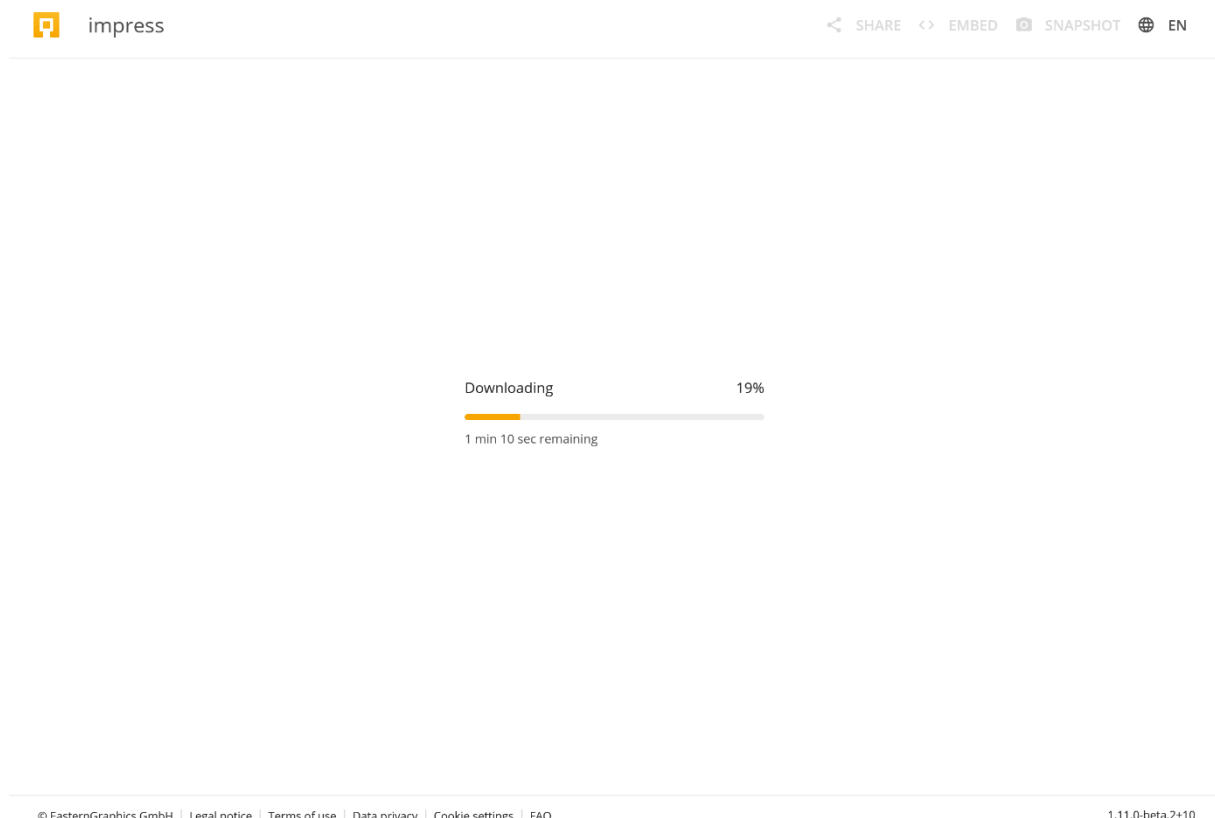 impress
SHARE EMBED SNAPSHOT EN
Downloading 19%
1 min 10 sec remaining
© EasternGraphics GmbH Legal notice Terms of use Data privacy Cookie settings FAQ 1.11.0-beta.2+10